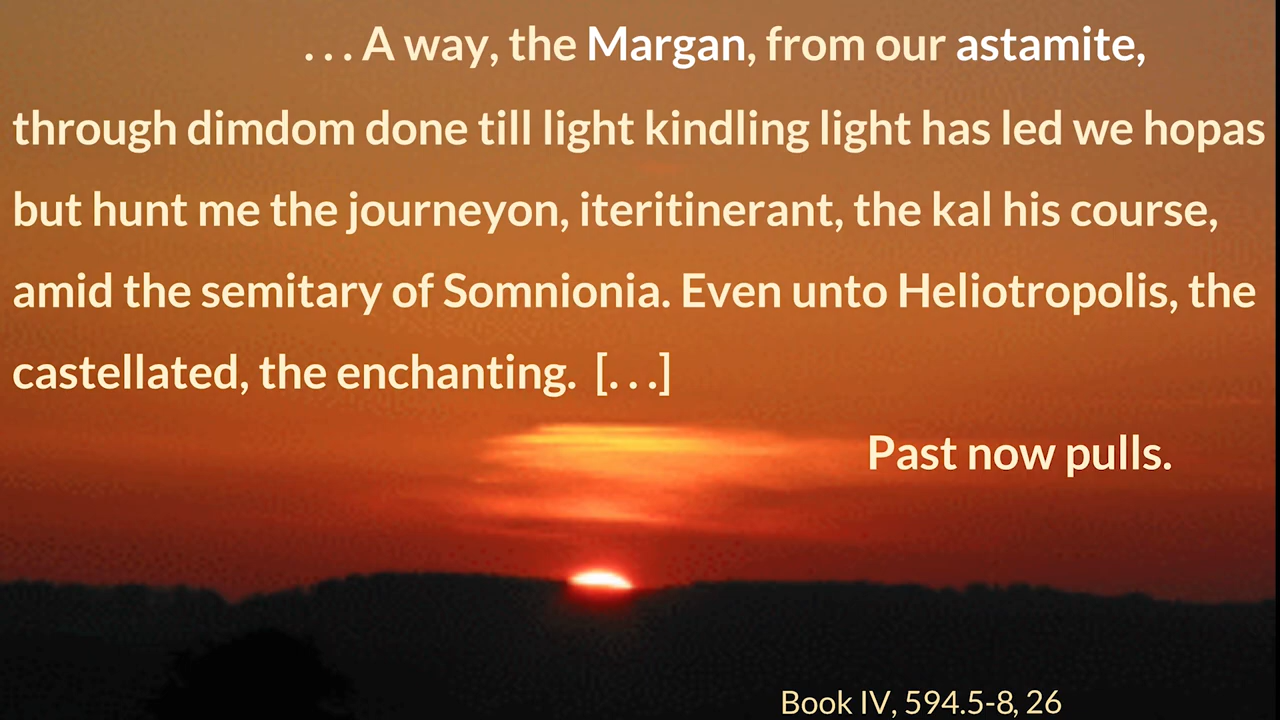 . . . A way, the Margan, from our astamite,
through dimdom done till light kindling light has led we hopas
but hunt me the journeyon, iteritinerant, the kal his course,
amid the semitary of Somnionia. Even unto Heliotropolis, the
castellated, the enchanting. [. . .]
Past now pulls.
Book IV, 594.5-8, 26